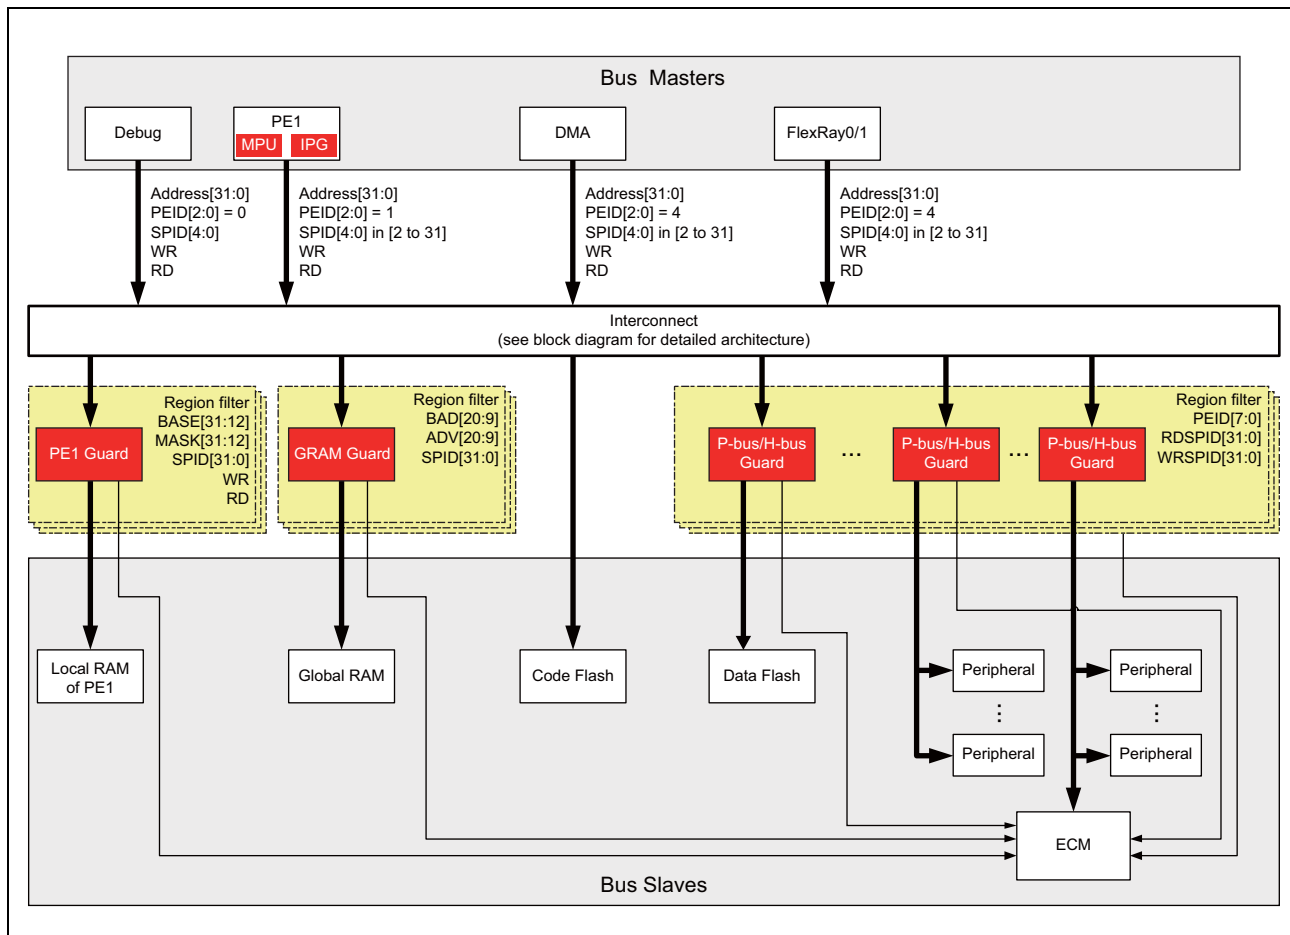 Bus Masters
Debug
PE1
MPU
IPG
DMA
FlexRay0/1
Address[31:0]
PEID[2:0] = 0
SPID[4:0]
WR
RD
Address[31:0]
PEID[2:0] = 1
SPID[4:0] in [2 to 31]
WR
RD
Address[31:0]
PEID[2:0] = 4
SPID[4:0] in [2 to 31]
WR
RD
Address[31:0]
PEID[2:0] = 4
SPID[4:0] in [2 to 31]
WR
RD
Interconnect
(see block diagram for detailed architecture)
Region filter
BASE[31:12]
MASK[31:12]
SPID[31:0]
WR
RD
PE1 Guard
Region filter
BAD[20:9]
ADV[20:9]
SPID[31:0]
GRAM Guard
Region filter
PEID[7:0]
RDSPID[31:0]
WRSPID[31:0]
P-bus/H-bus
Guard
...
P-bus/H-bus
Guard
...
P-bus/H-bus
Guard
Local RAM
of PE1
Global RAM
Code Flash
Data Flash
Peripheral
...
Peripheral
Peripheral
...
Peripheral
ECM
Bus Slaves